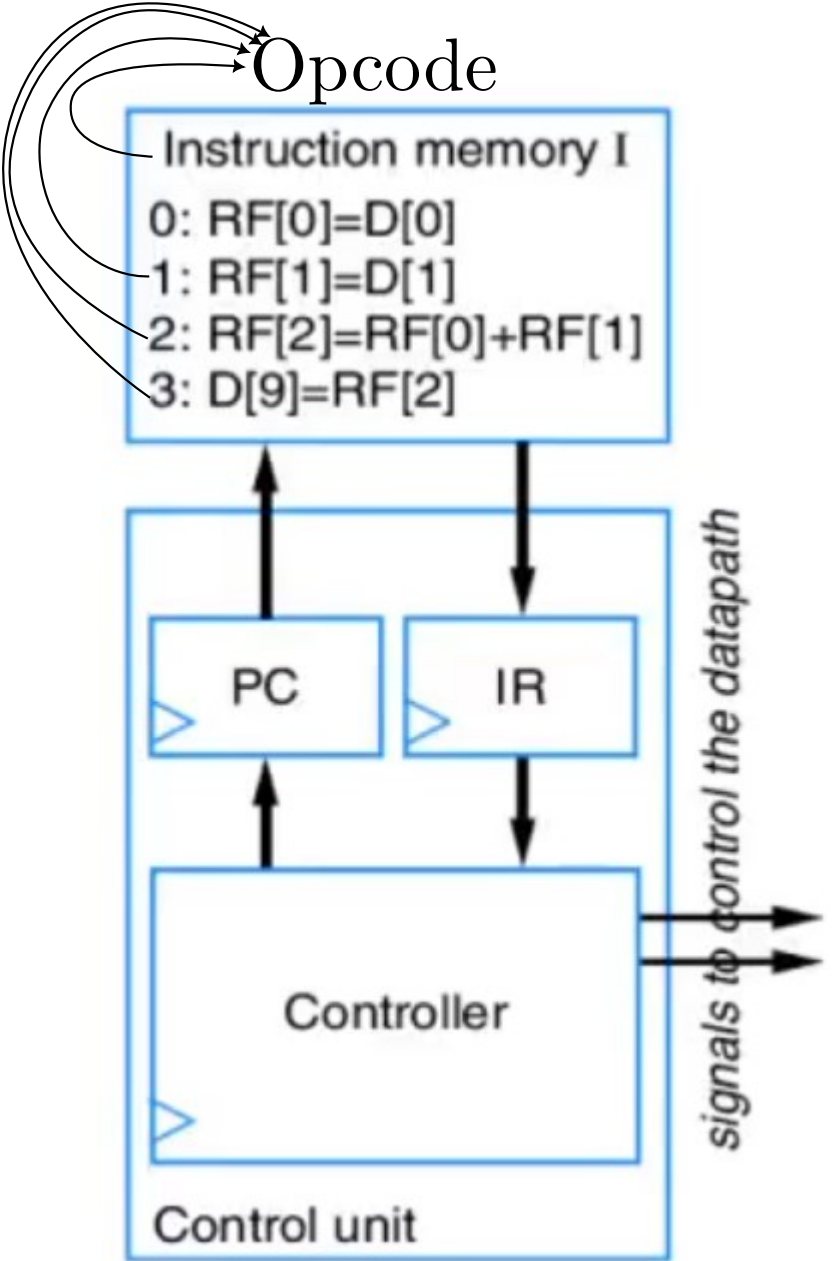 Opcode
Instruction memory I
0: RF[0]=D[0]
1: RF[1]=D[1]
2: RF[2]=RF[0]+RF[1]
3: D[9]=RF[2]
PC
IR
signals to control the datapath
Controller
Control unit